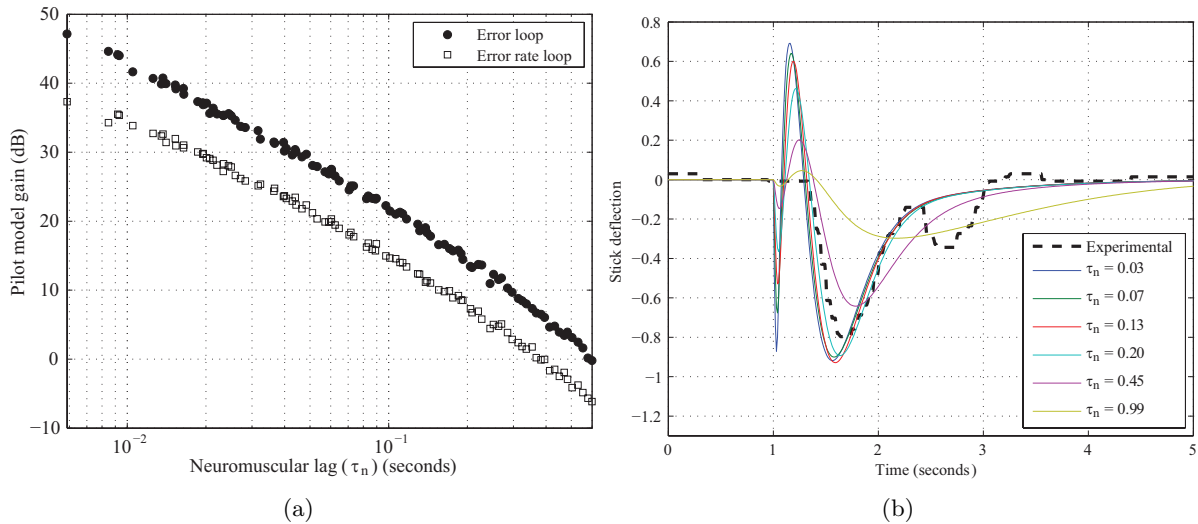 Error loop
Error rate loop
50
40
30
20
10
0
−10
10⁻²
10⁻¹
Pilot model gain (dB)
Neuromuscular lag (τₙ) (seconds)
(a)
0.8
0.6
0.4
0.2
0
−0.2
−0.4
−0.6
−0.8
−1
−1.2
0
1
2
3
4
5
Stick deflection
Time (seconds)
Experimental
τₙ = 0.03
τₙ = 0.07
τₙ = 0.13
τₙ = 0.20
τₙ = 0.45
τₙ = 0.99
(b)